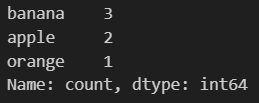 banana    3
apple     2
orange    1
Name: count, dtype: int64